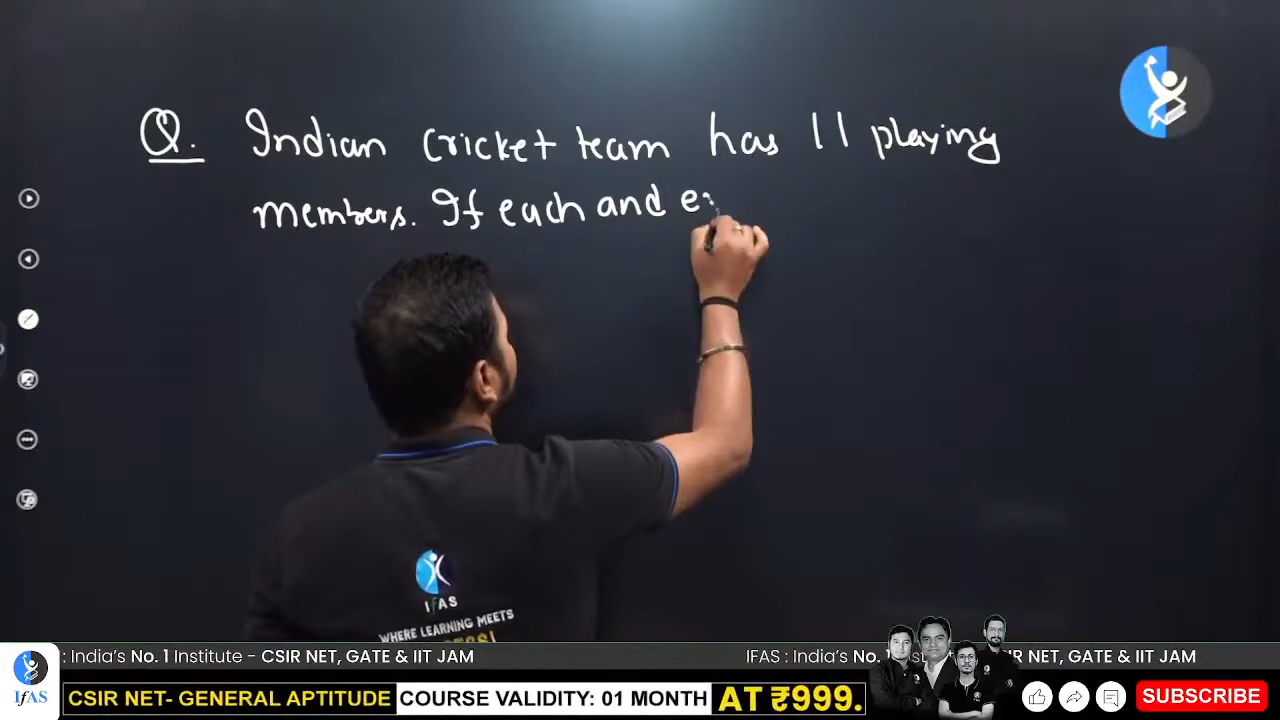 Q. Indian cricket team has 11 playing
members. If each and
IfAS
WHERE LEARNING MEETS
: India's No. 1 Institute - CSIR NET, GATE & IIT JAM
IFAS : India's No.
NET, GATE & IIT JAM
IfAS
CSIR NET- GENERAL APTITUDE COURSE VALIDITY: 01 MONTH AT ₹999.
SUBSCRIBE